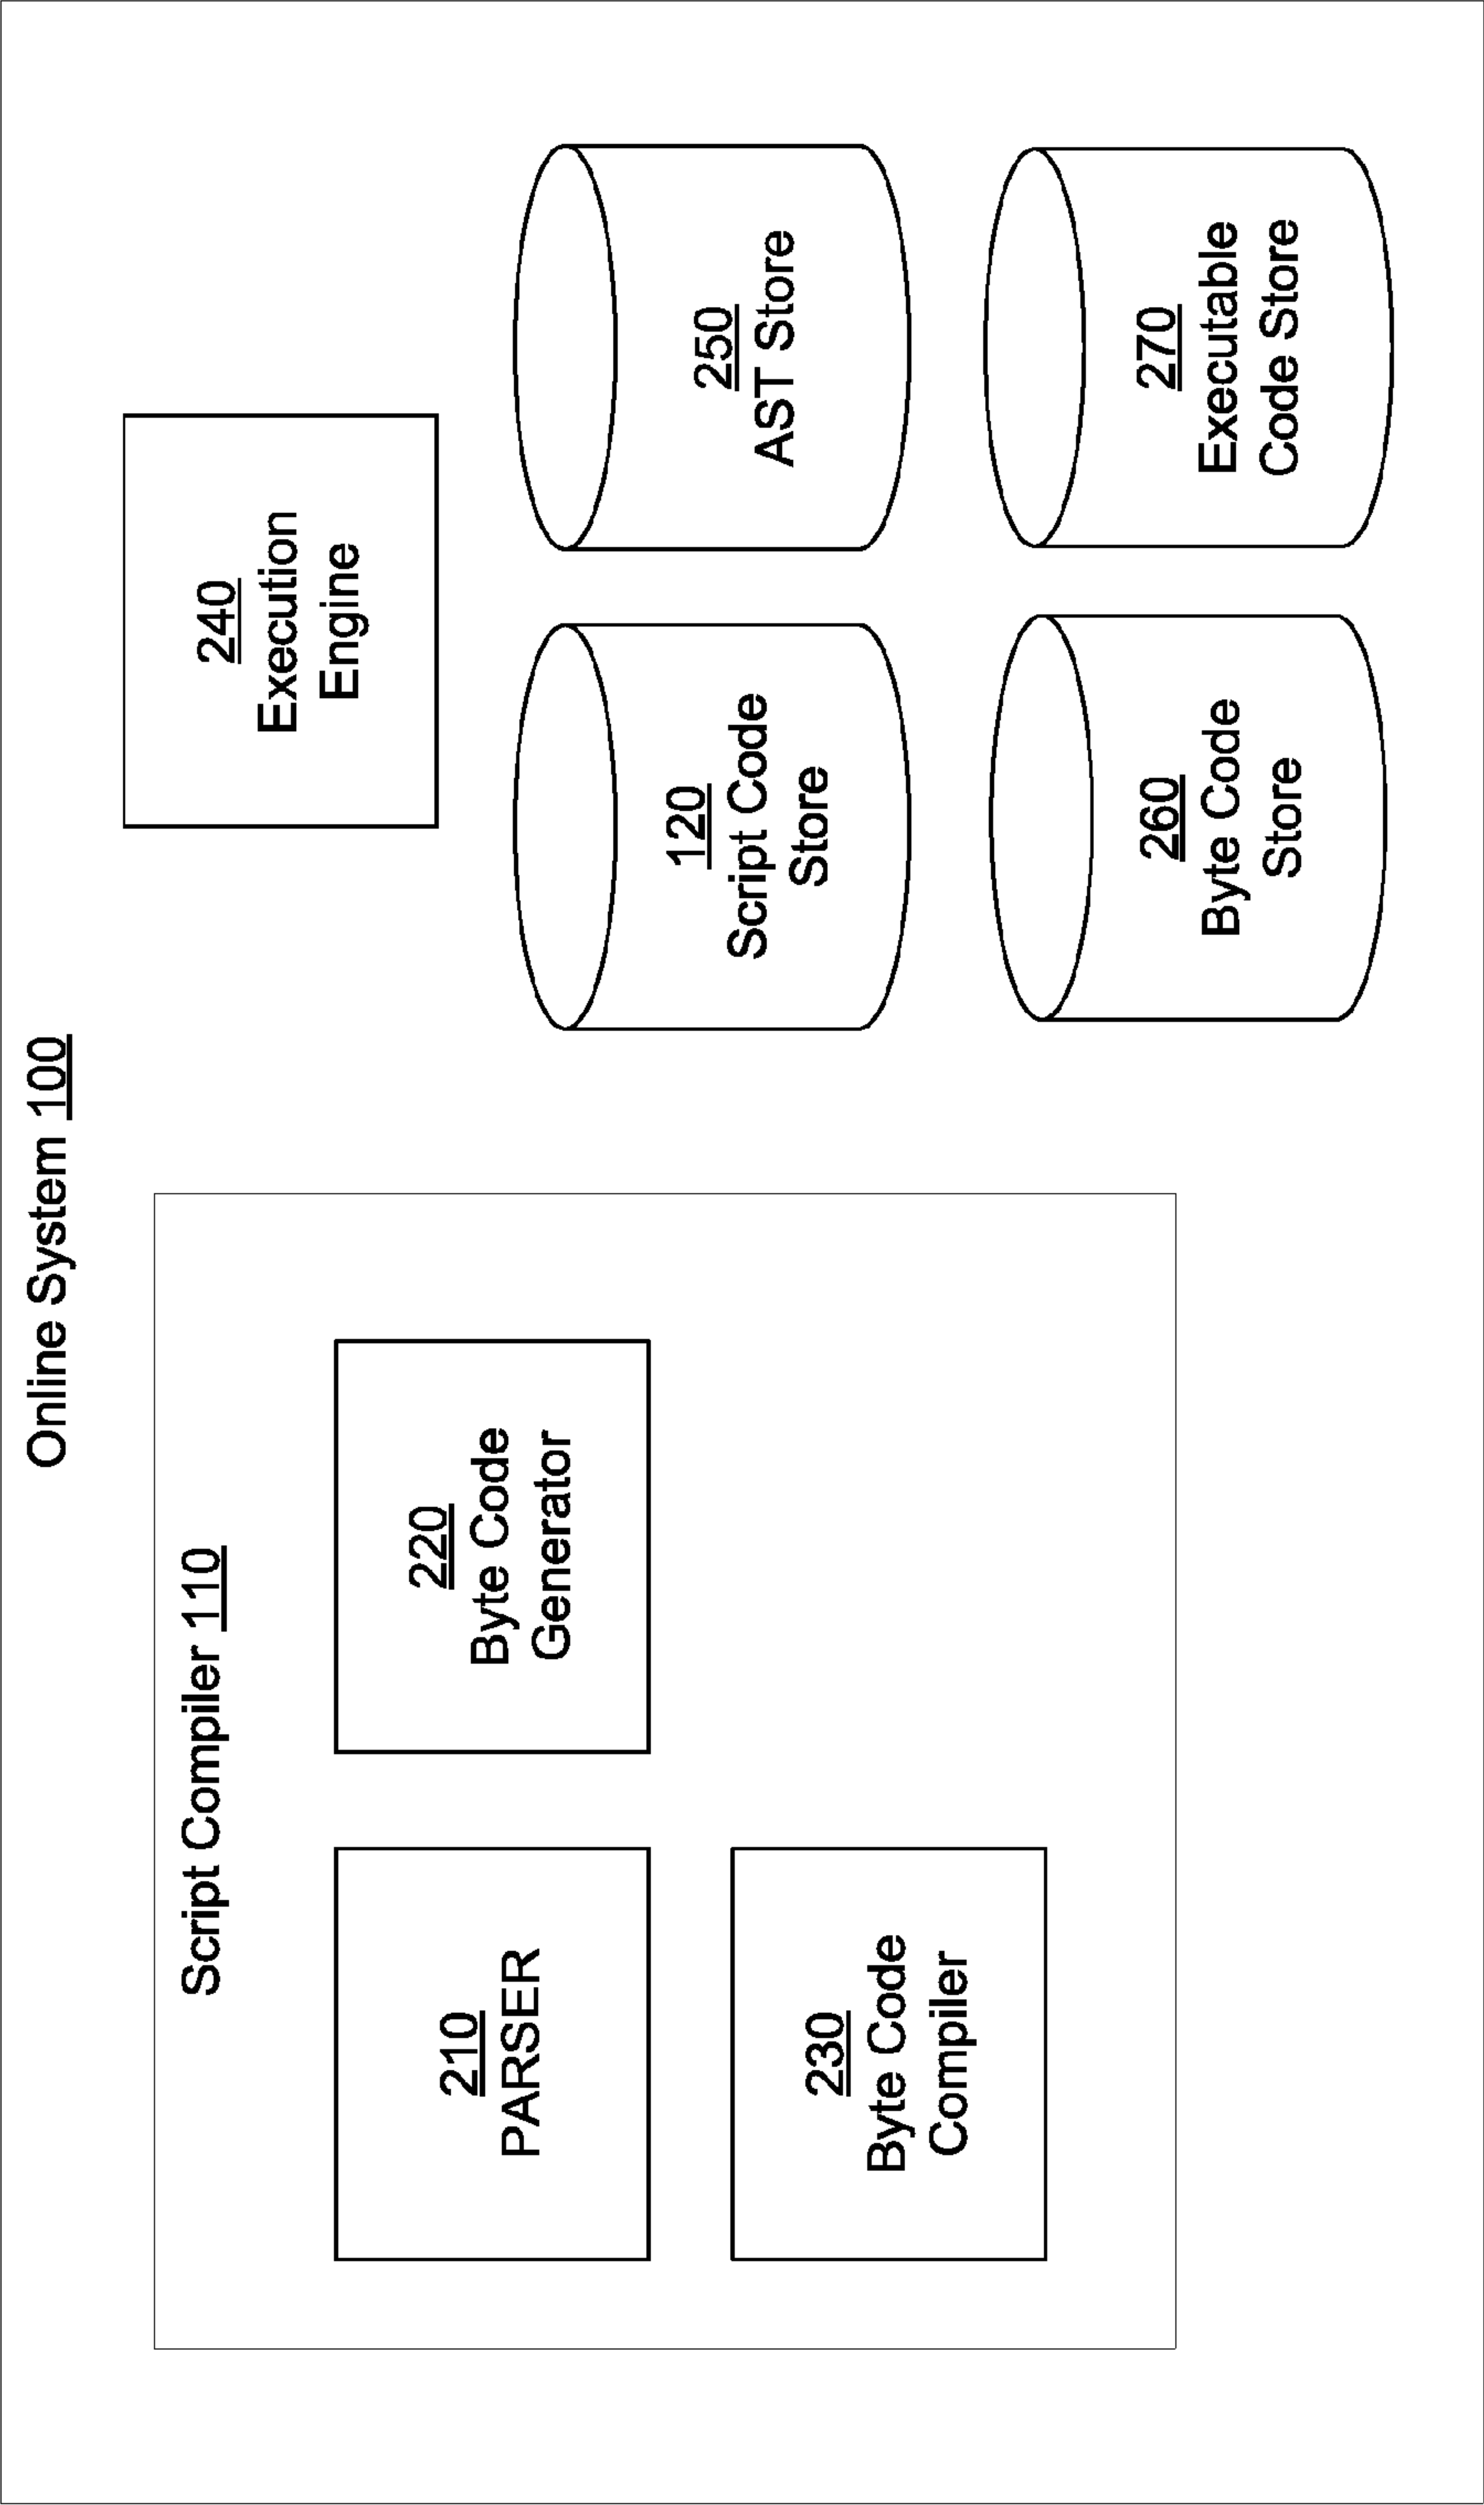 Online System 100
Script Compiler 110
210
PARSER
220
Byte Code
Generator
230
Byte Code
Compiler
240
Execution
Engine
120
Script Code
Store
250
AST Store
260
Byte Code
Store
270
Executable
Code Store